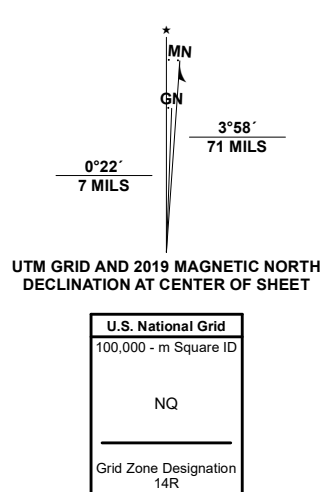 ★
MN
GN
3°58´
71 MILS
0°22´
7 MILS
UTM GRID AND 2019 MAGNETIC NORTH
DECLINATION AT CENTER OF SHEET
U.S. National Grid
100,000 - m Square ID
NQ
Grid Zone Designation
14R